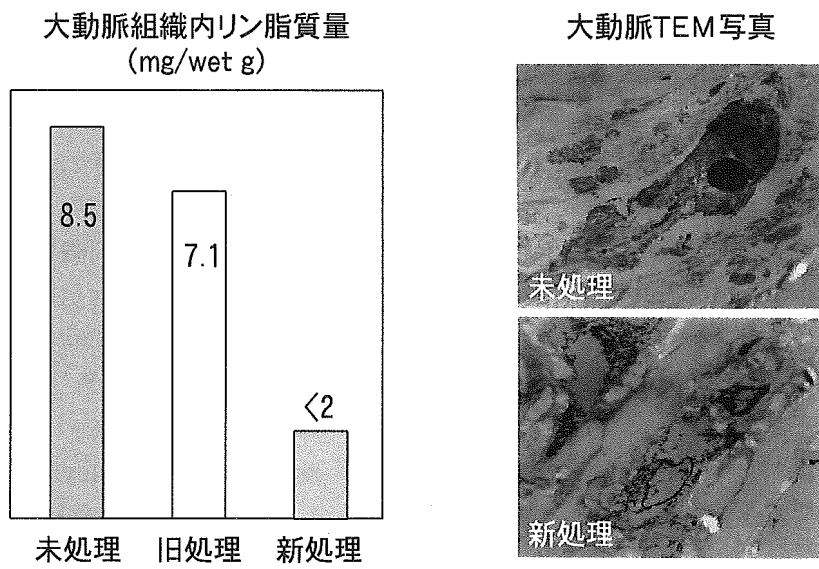 大動脈組織内リン脂質量
(mg/wet g)
8.5
7.1
<2
未処理
旧処理
新処理
大動脈TEM写真
未処理
新処理